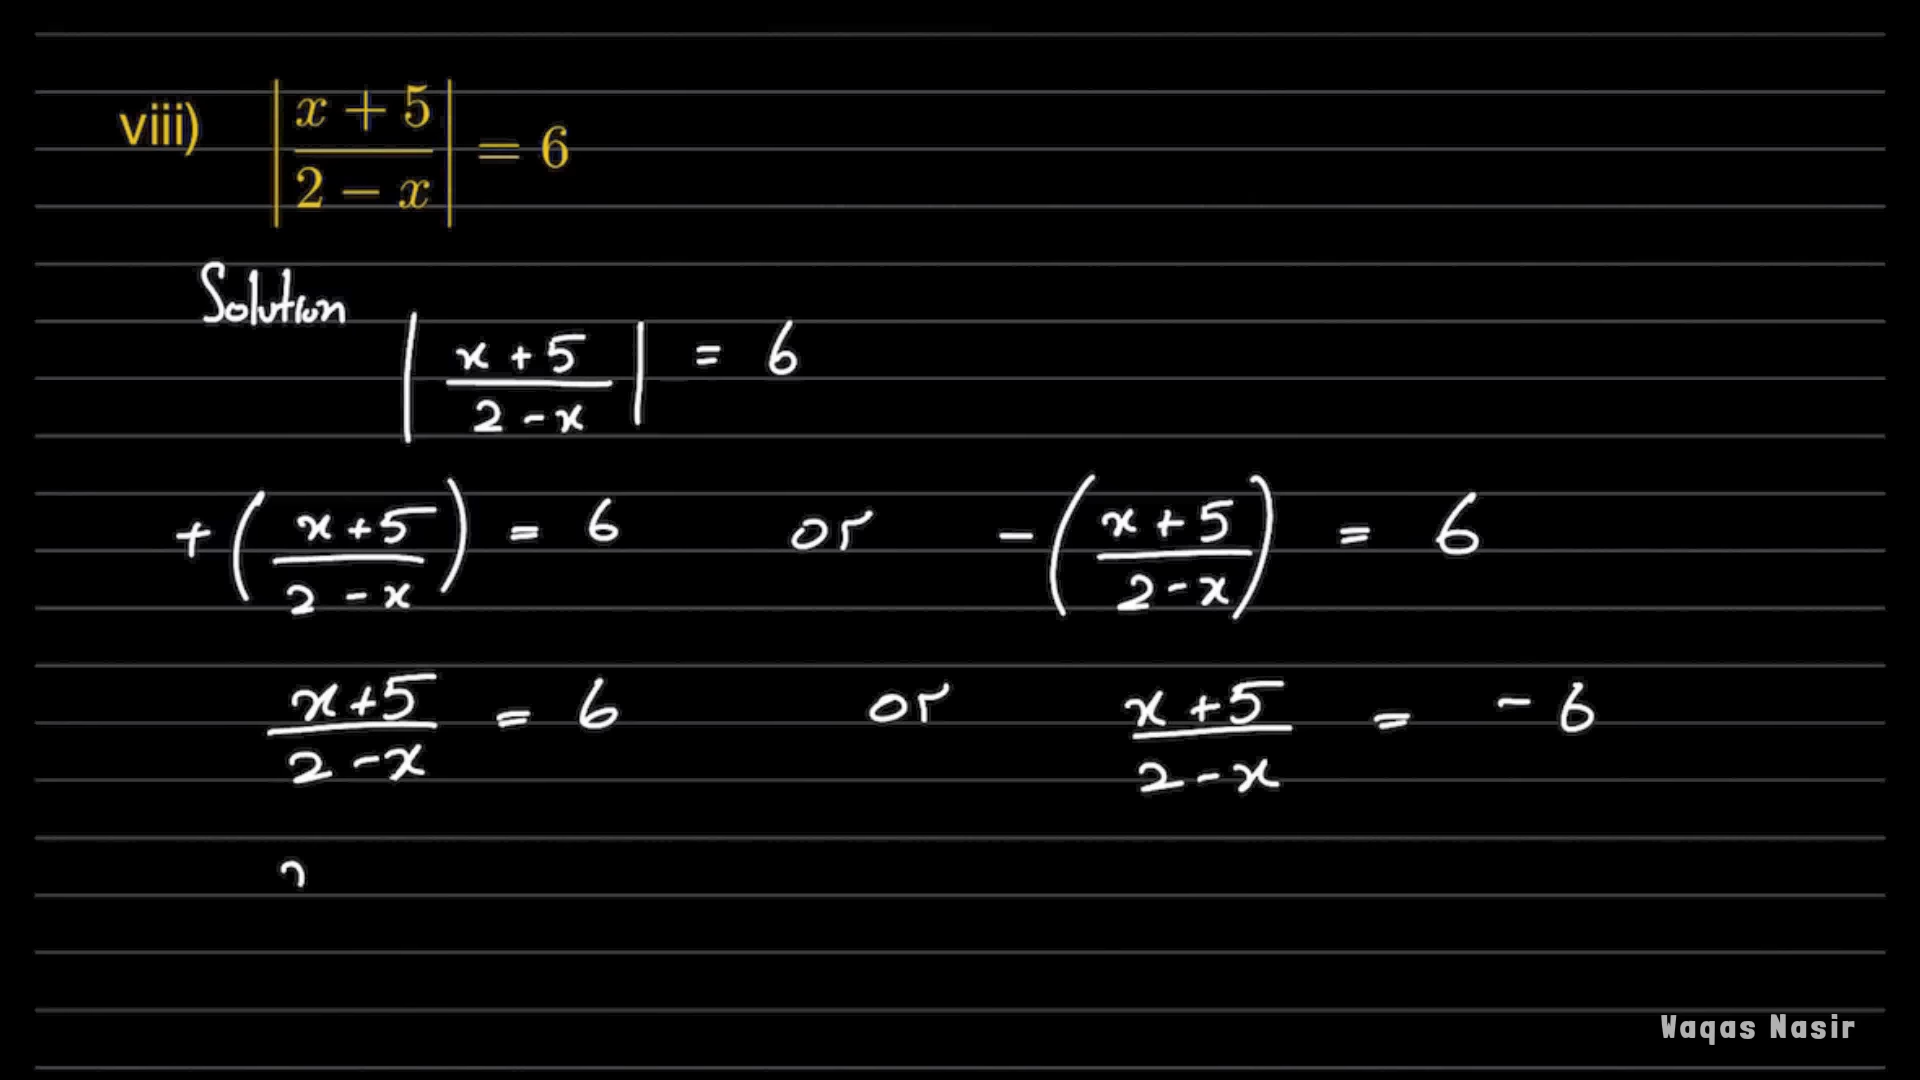 viii) |(x + 5)/(2 − x)| = 6
Solution
|(x + 5)/(2 - x)| = 6
+((x + 5)/(2 - x)) = 6 or -((x + 5)/(2 - x)) = 6
(x + 5)/(2 - x) = 6 or (x + 5)/(2 - x) = - 6
Waqas Nasir